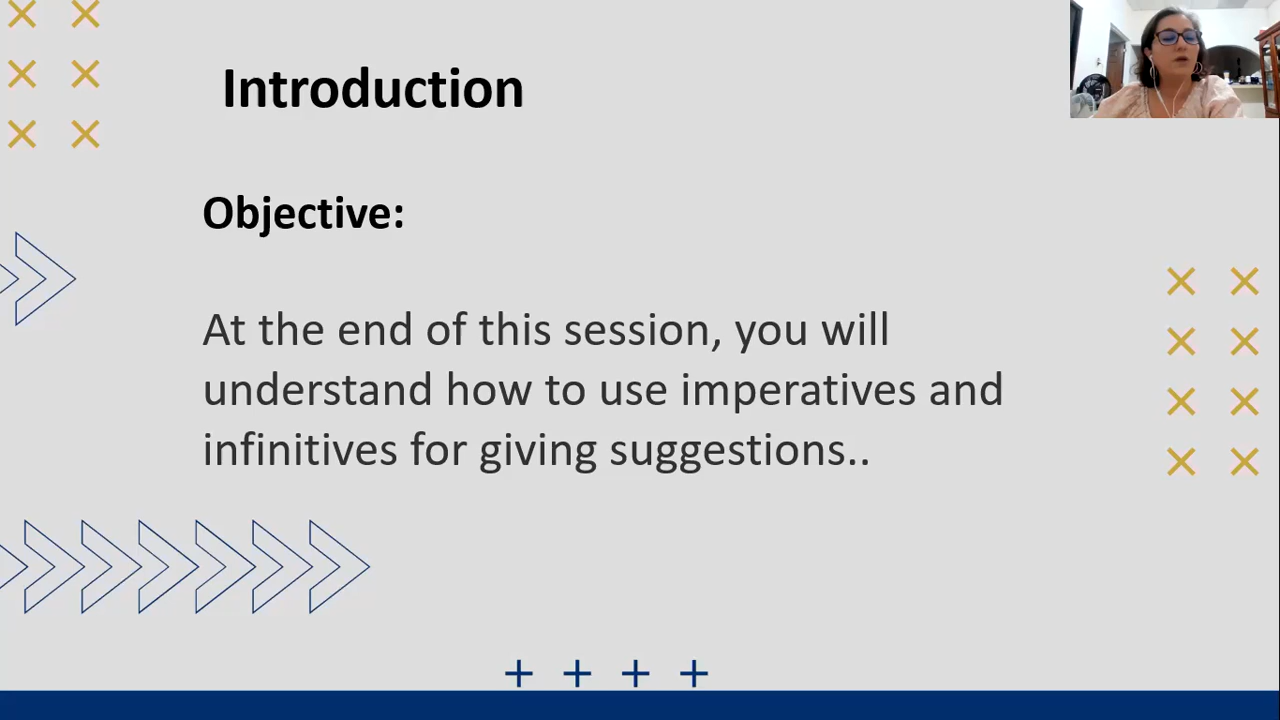 Introduction
Objective:
At the end of this session, you will
understand how to use imperatives and
infinitives for giving suggestions..